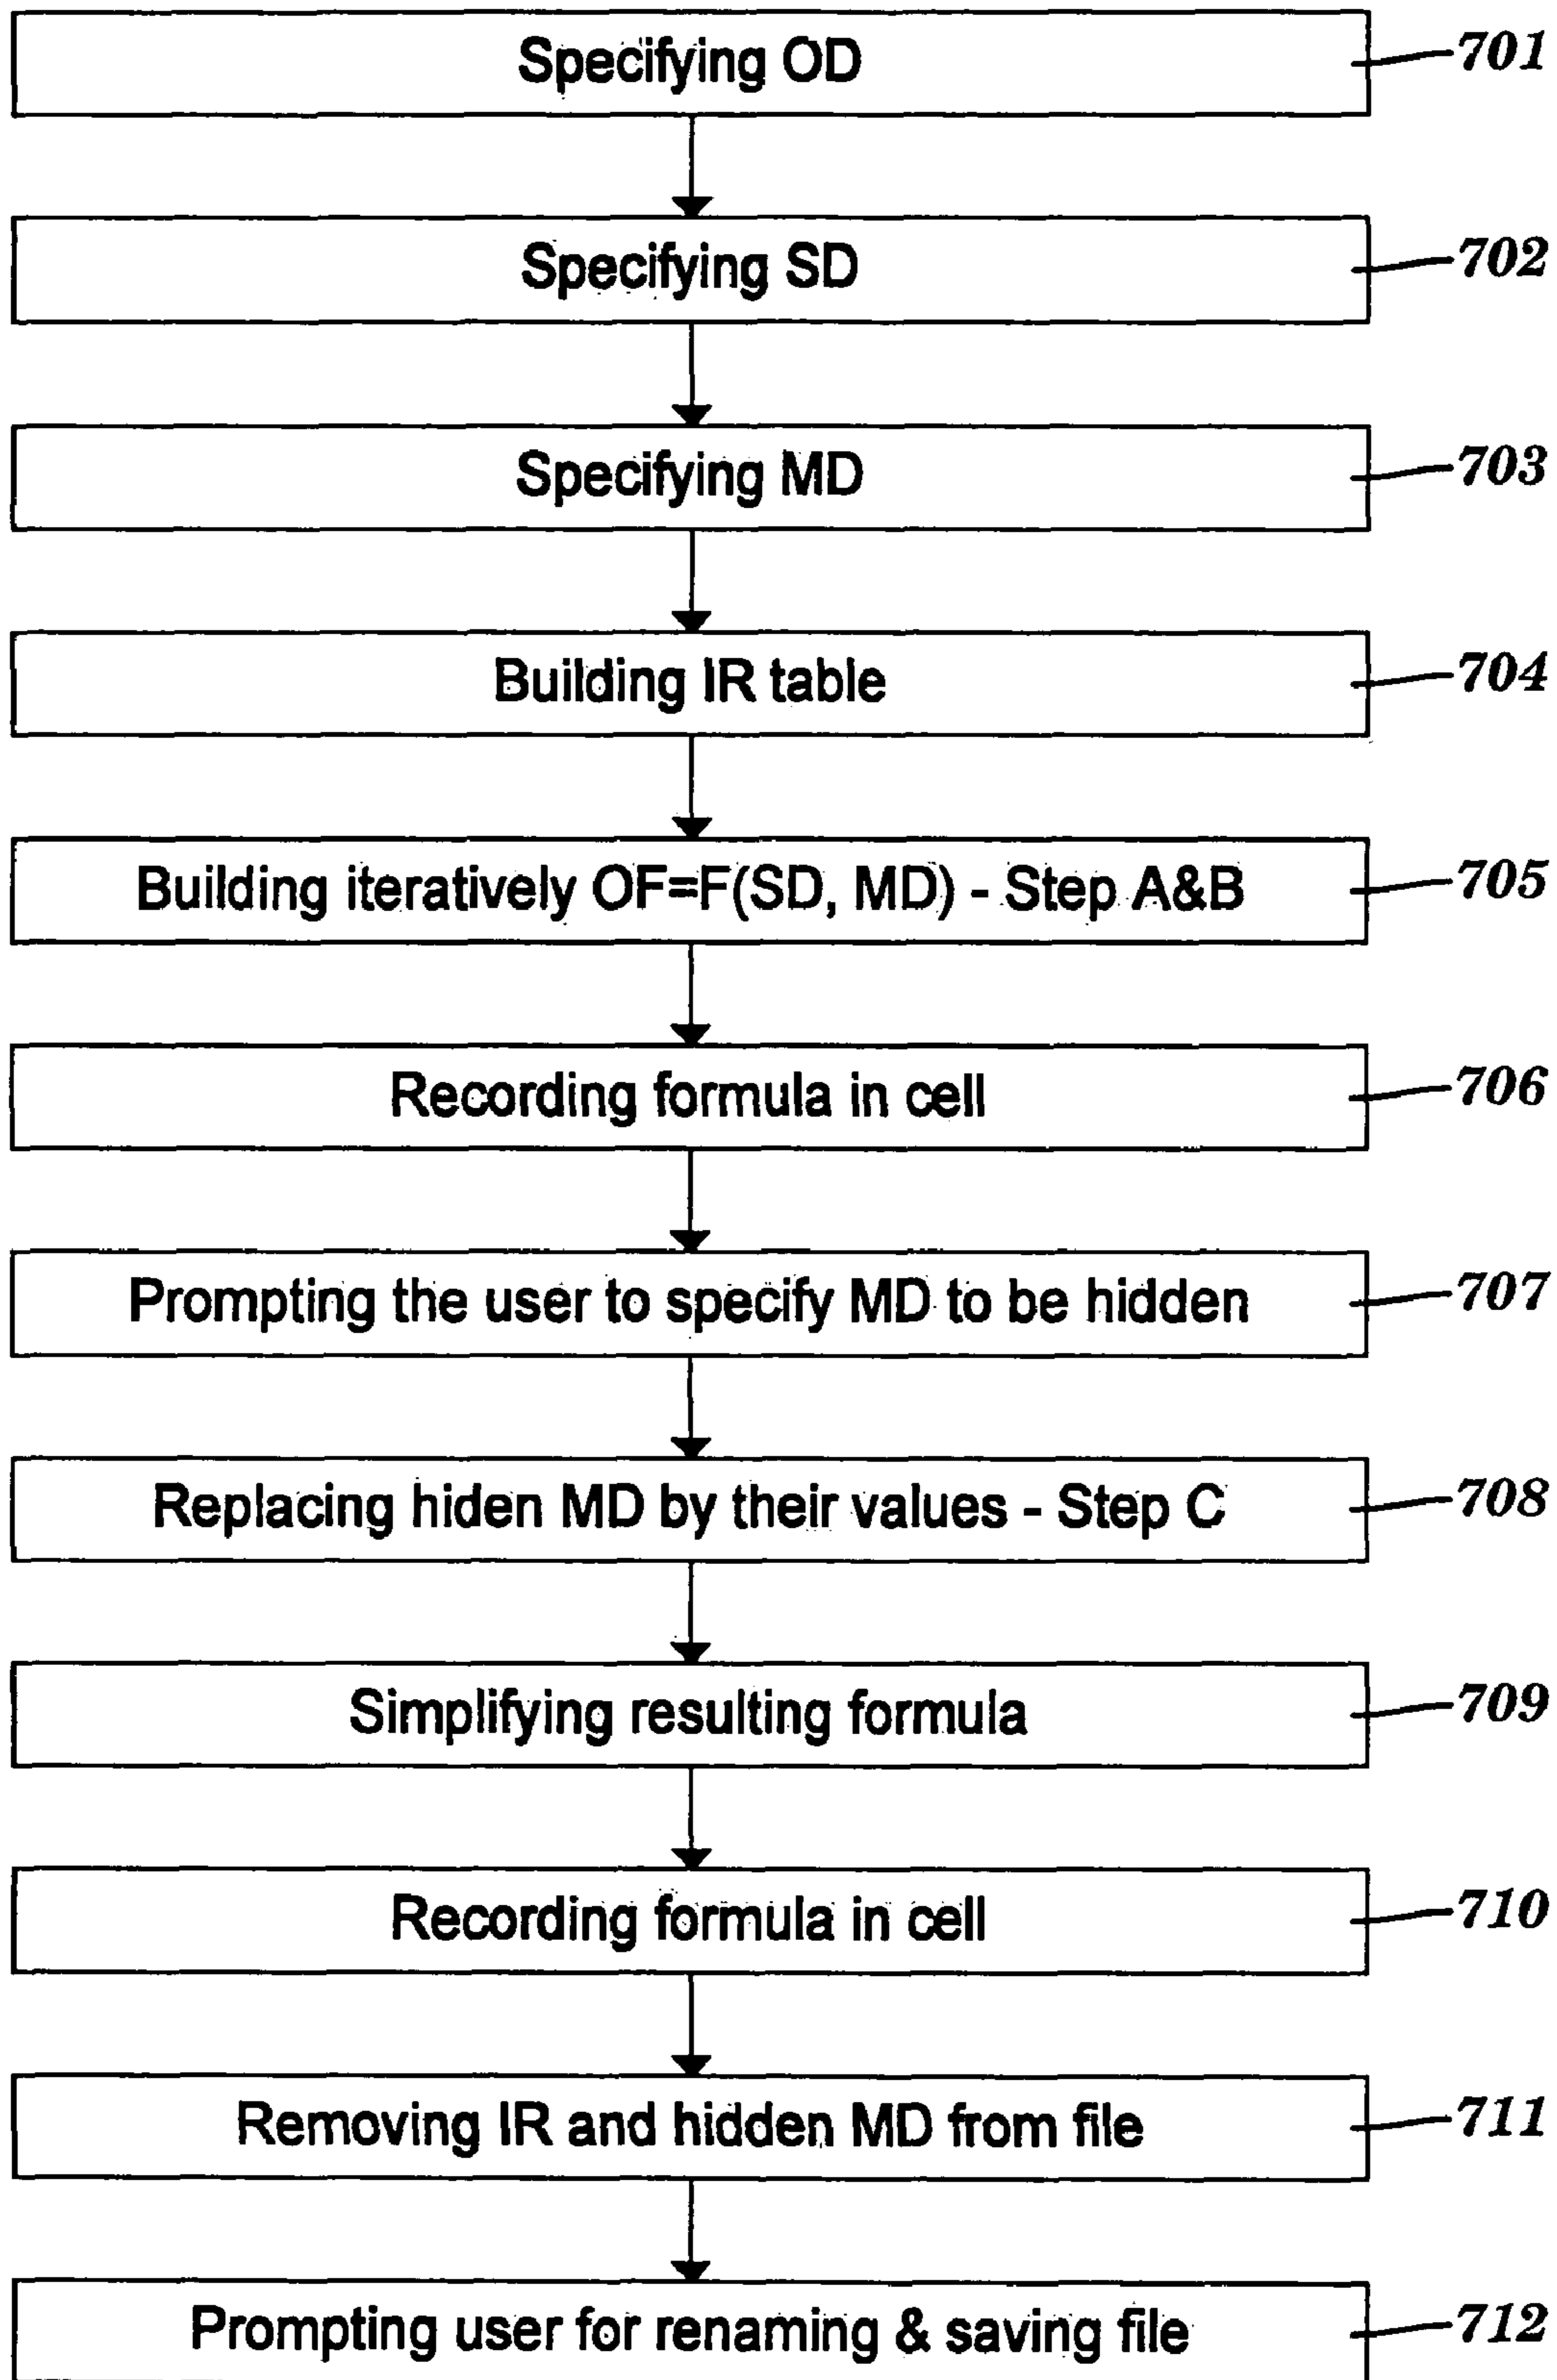 Specifying OD 701
Specifying SD 702
Specifying MD 703
Building IR table 704
Building iteratively OF=F(SD, MD) - Step A&B 705
Recording formula in cell 706
Prompting the user to specify MD to be hidden 707
Replacing hiden MD by their values - Step C 708
Simplifying resulting formula 709
Recording formula in cell 710
Removing IR and hidden MD from file 711
Prompting user for renaming & saving file 712